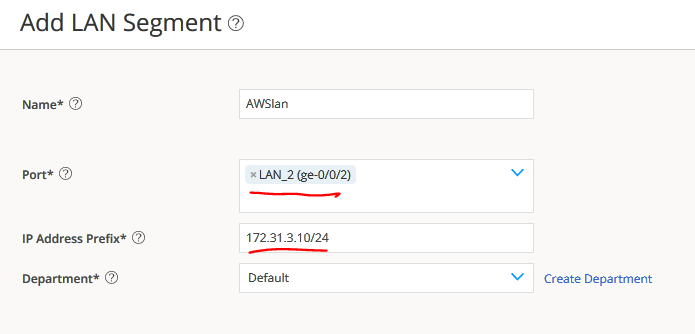 Add LAN Segment ?
Name* ? AWSlan
Port* ? × LAN_2 (ge-0/0/2)
IP Address Prefix* ? 172.31.3.10/24
Department* ? Default Create Department